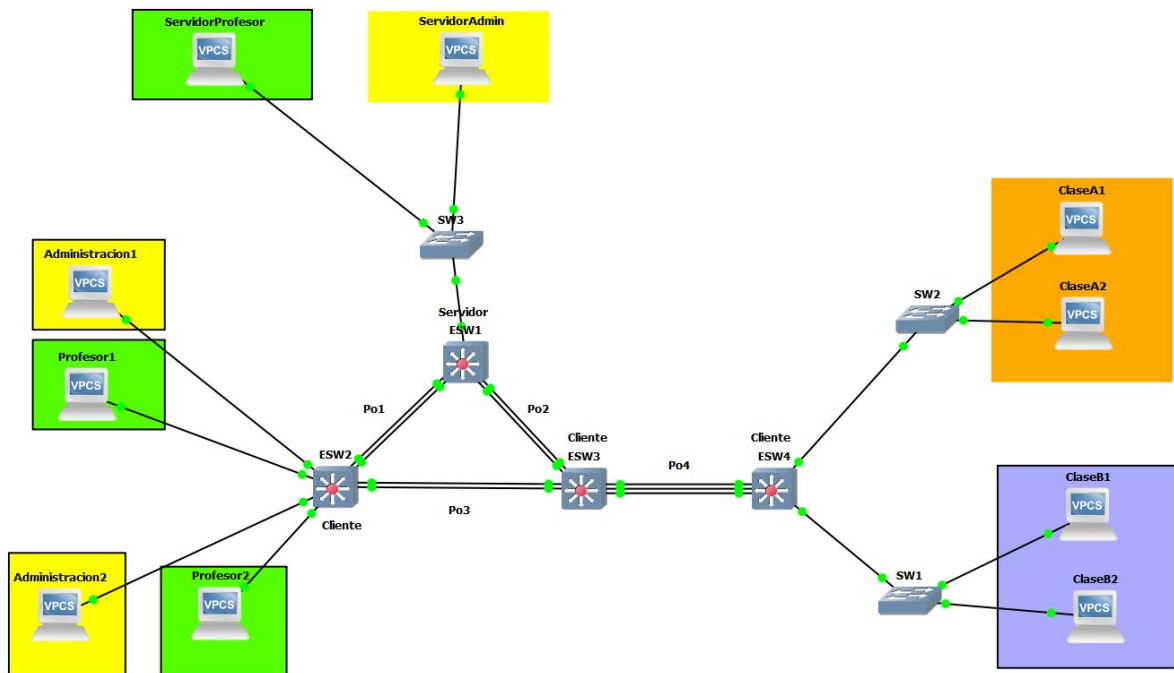 ServidorProfesor
VPCS
ServidorAdmin
VPCS
SW3
Administracion1
VPCS
Profesor1
VPCS
Servidor
ESW1
Po1
Po2
ESW2
Cliente
Po3
Cliente
ESW3
Po4
Cliente
ESW4
Administracion2
VPCS
Profesor2
VPCS
SW2
ClaseA1
VPCS
ClaseA2
VPCS
SW1
ClaseB1
VPCS
ClaseB2
VPCS